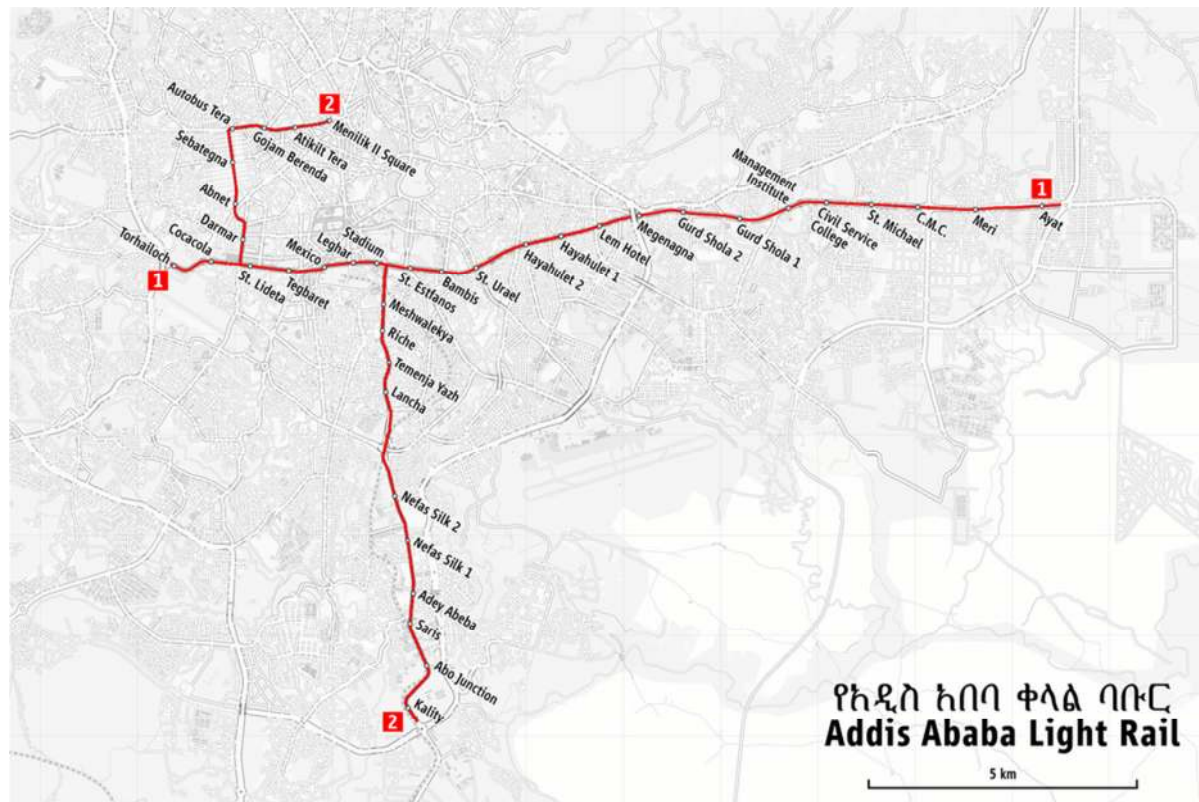 2
Autobus Tera
Gojam Berenda
Atikilt Tera
Menilik II Square
Sebategna
Abnet
Darmar
Cocacola
Torhailoch
1
St. Lideta
Tegbaret
Mexico
Leghar
Stadium
St. Estfanos
Bambis
St. Urael
Hayahulet 2
Hayahulet 1
Lem Hotel
Megenagna
Gurd Shola 2
Gurd Shola 1
Management
Institute
Civil Service
College
St. Michael
C.M.C.
Meri
1
Ayat
Meshwalekya
Riche
Temenja Yazh
Lancha
Nefas Silk 2
Nefas Silk 1
Adey Abeba
Saris
Abo Junction
Kality
2
የአዲስ አበባ ቀላል ባቡር
Addis Ababa Light Rail
5 km